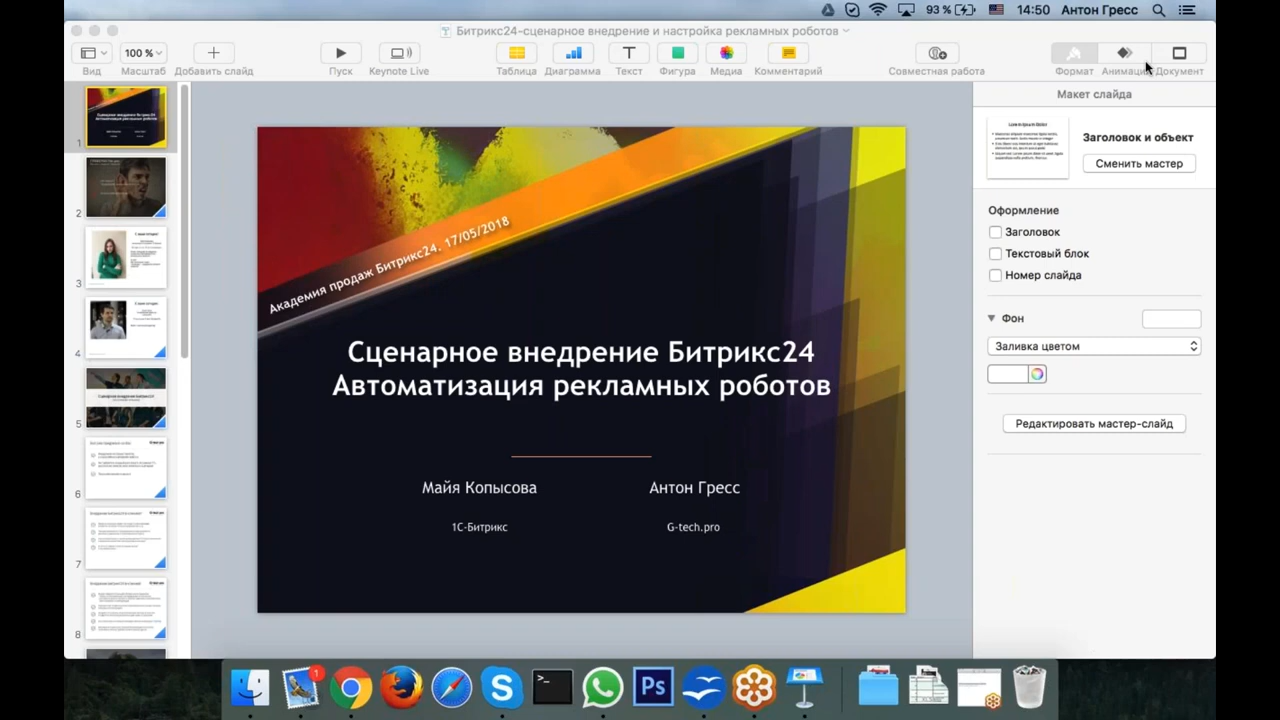 93 %
14:50
Антон Гресс
Битрикс24-сценарное внедрение и настройка рекламных роботов
100 %
Вид
Масштаб
Добавить слайд
Пуск
Keynote Live
Таблица
Диаграмма
Текст
Фигура
Медиа
Комментарий
Совместная работа
Формат
Анимация
Документ
Макет слайда
Заголовок и объект
Сменить мастер
Оформление
Заголовок
Текстовый блок
Номер слайда
Фон
Заливка цветом
Редактировать мастер-слайд
1
2
3
4
5
6
7
8
Академия продаж Битрикс24, 17/05/2018
Сценарное внедрение Битрикс24
Автоматизация рекламных роботов
Майя Копысова
Антон Гресс
1С-Битрикс
G-tech.pro
1
Ps